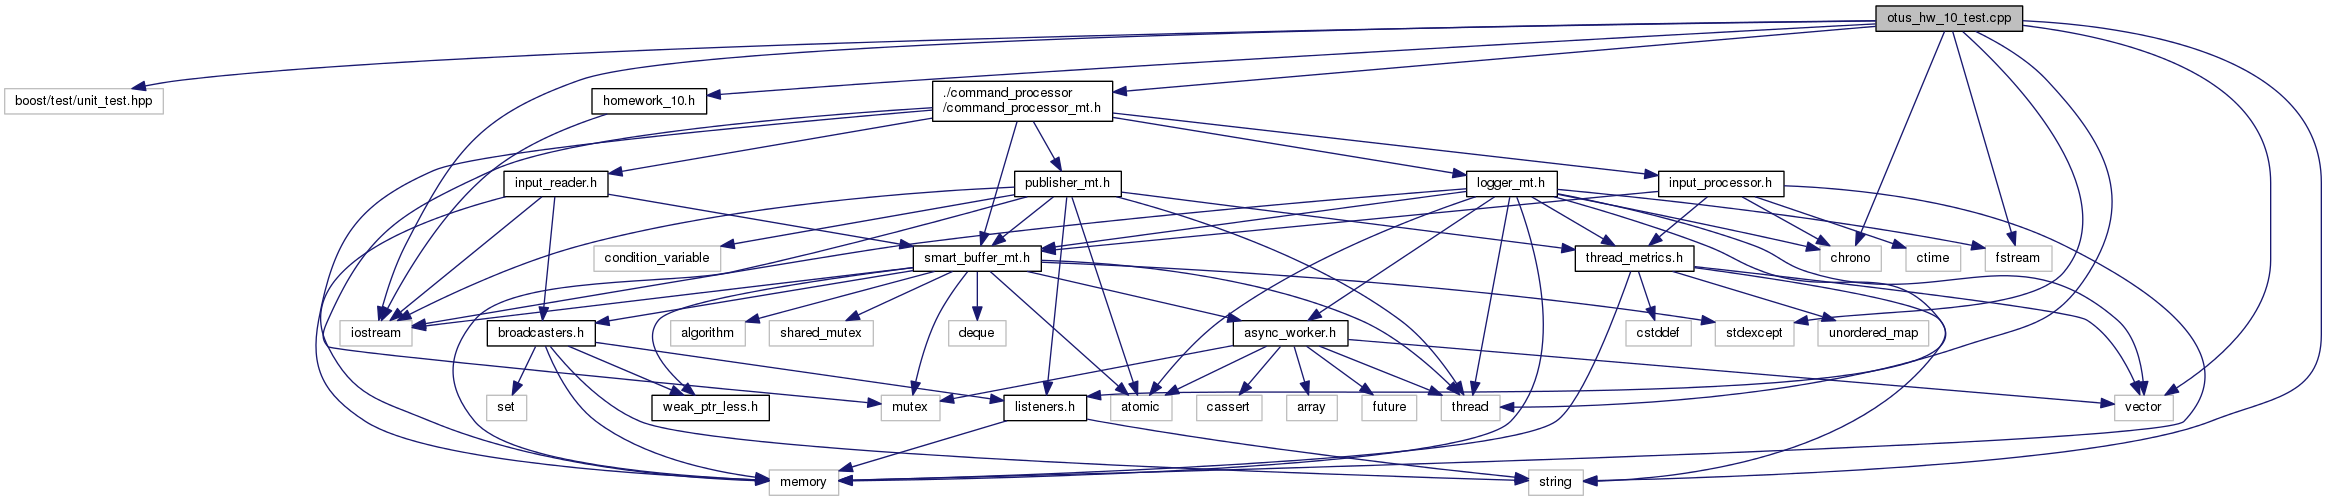 otus_hw_10_test.cpp
boost/test/unit_test.hpp
homework_10.h
./command_processor
/command_processor_mt.h
input_reader.h
publisher_mt.h
logger_mt.h
input_processor.h
condition_variable
smart_buffer_mt.h
thread_metrics.h
chrono
ctime
fstream
iostream
broadcasters.h
algorithm
shared_mutex
deque
async_worker.h
cstddef
stdexcept
unordered_map
set
weak_ptr_less.h
mutex
listeners.h
atomic
cassert
array
future
thread
vector
memory
string